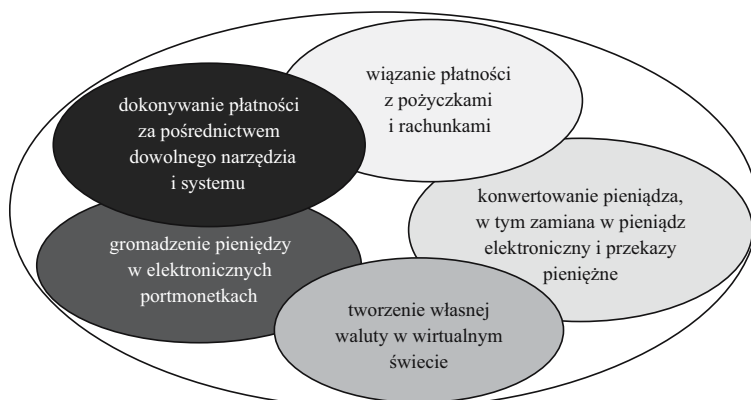 wiązanie płatności
z pożyczkami
i rachunkami
dokonywanie płatności
za pośrednictwem
dowolnego narzędzia
i systemu
konwertowanie pieniądza,
w tym zamiana w pieniądz
elektroniczny i przekazy
pieniężne
gromadzenie pieniędzy
w elektronicznych
portmonetkach
tworzenie własnej
waluty w wirtualnym
świecie